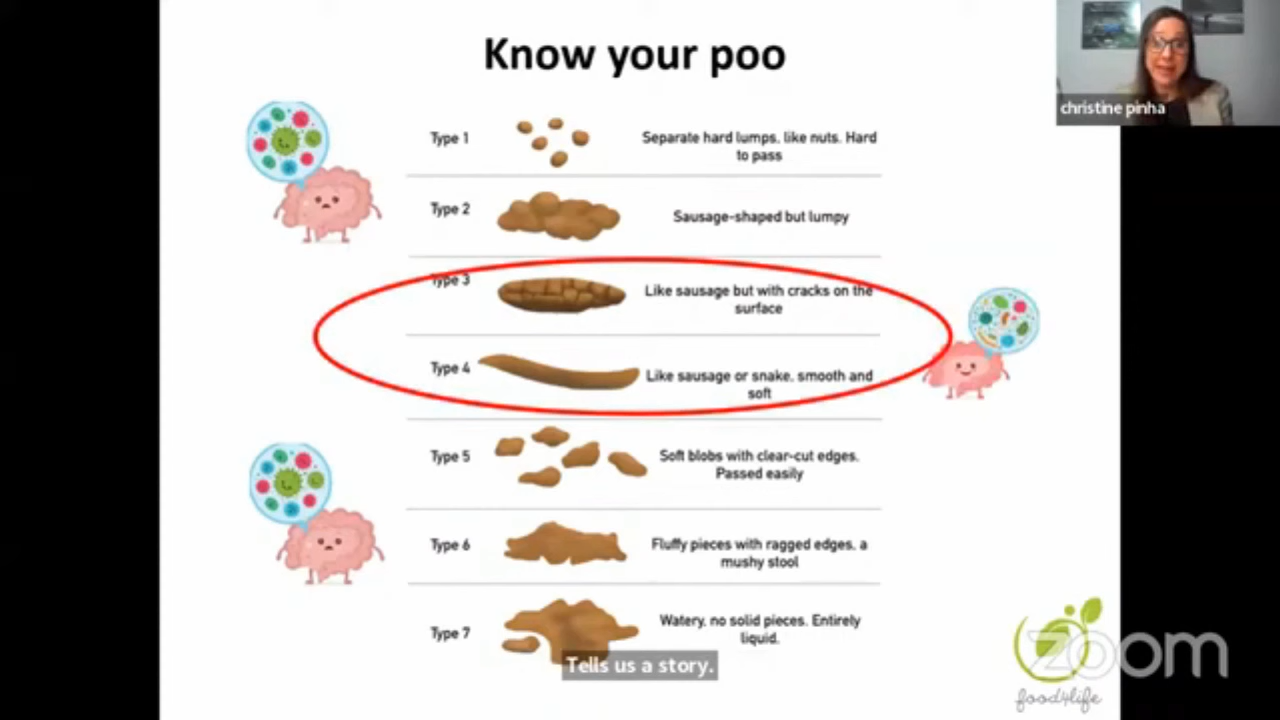 Know your poo
christine pinha
Type 1
Separate hard lumps, like nuts. Hard
to pass
Type 2
Sausage-shaped but lumpy
Type 3
Like sausage but with cracks on the
surface
Type 4
Like sausage or snake, smooth and
soft
Type 5
Soft blobs with clear-cut edges.
Passed easily
Type 6
Fluffy pieces with ragged edges, a
mushy stool
Type 7
Watery, no solid pieces. Entirely
liquid.
Tells us a story.
zoom
food4life